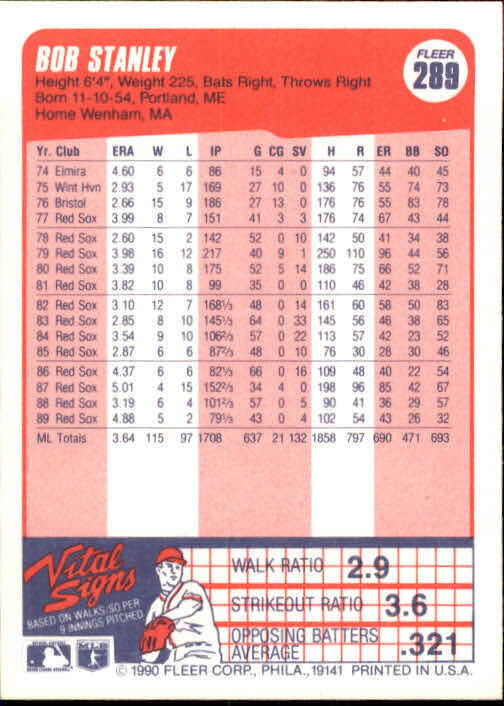 BOB STANLEY
Height 6'4", Weight 225, Bats Right, Throws Right
Born 11-10-54, Portland, ME
Home Wenham, MA
FLEER
289
Yr. Club ERA W L IP G CG SV H R ER BB SO
74 Elmira 4.60 6 6 86 15 4 0 94 57 44 40 45
75 Wint Hvn 2.93 5 17 169 27 10 0 136 76 55 74 73
76 Bristol 2.66 15 9 186 27 13 0 176 76 55 83 78
77 Red Sox 3.99 8 7 151 41 3 3 176 74 67 43 44
78 Red Sox 2.60 15 2 142 52 0 10 142 50 41 34 38
79 Red Sox 3.98 16 12 217 40 9 1 250 110 96 44 56
80 Red Sox 3.39 10 8 175 52 5 14 186 75 66 52 71
81 Red Sox 3.82 10 8 99 35 0 0 110 46 42 38 28
82 Red Sox 3.10 12 7 168⅓ 48 0 14 161 60 58 50 83
83 Red Sox 2.85 8 10 145⅓ 64 0 33 145 56 46 38 65
84 Red Sox 3.54 9 10 106⅔ 57 0 22 113 57 42 23 52
85 Red Sox 2.87 6 6 87⅔ 48 0 10 76 30 28 30 46
86 Red Sox 4.37 6 6 82⅓ 66 0 16 109 48 40 22 54
87 Red Sox 5.01 4 15 152⅔ 34 4 0 198 96 85 42 67
88 Red Sox 3.19 6 4 101⅔ 57 0 5 90 41 36 29 57
89 Red Sox 4.88 5 2 79⅓ 43 0 4 102 54 43 26 32
ML Totals 3.64 115 97 1708 637 21 132 1858 797 690 471 693
Vital
Signs
BASED ON WALKS, SO PER
9 INNINGS PITCHED
WALK RATIO 2.9
STRIKEOUT RATIO 3.6
OPPOSING BATTERS
AVERAGE .321
© 1990 FLEER CORP., PHILA., 19141 PRINTED IN U.S.A.